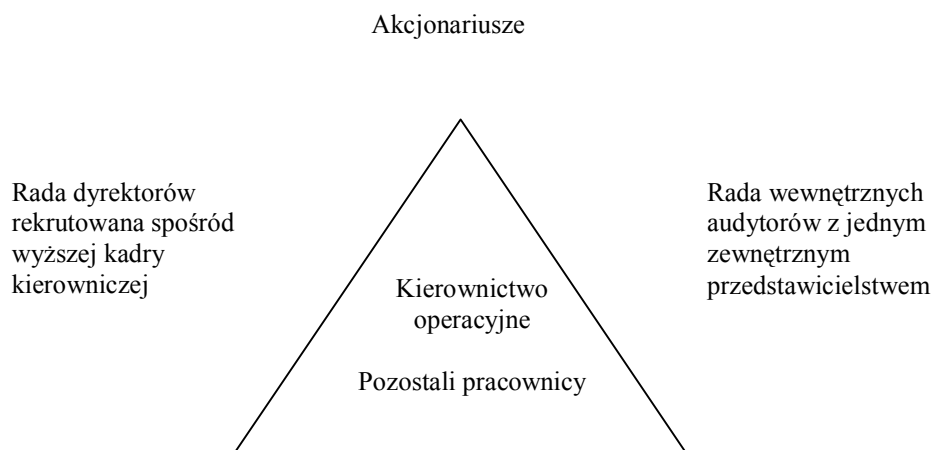 Akcjonariusze
Rada dyrektorów
rekrutowana spośród
wyższej kadry
kierowniczej
Rada wewnętrznych
audytorów z jednym
zewnętrznym
przedstawicielstwem
Kierownictwo
operacyjne
Pozostali pracownicy